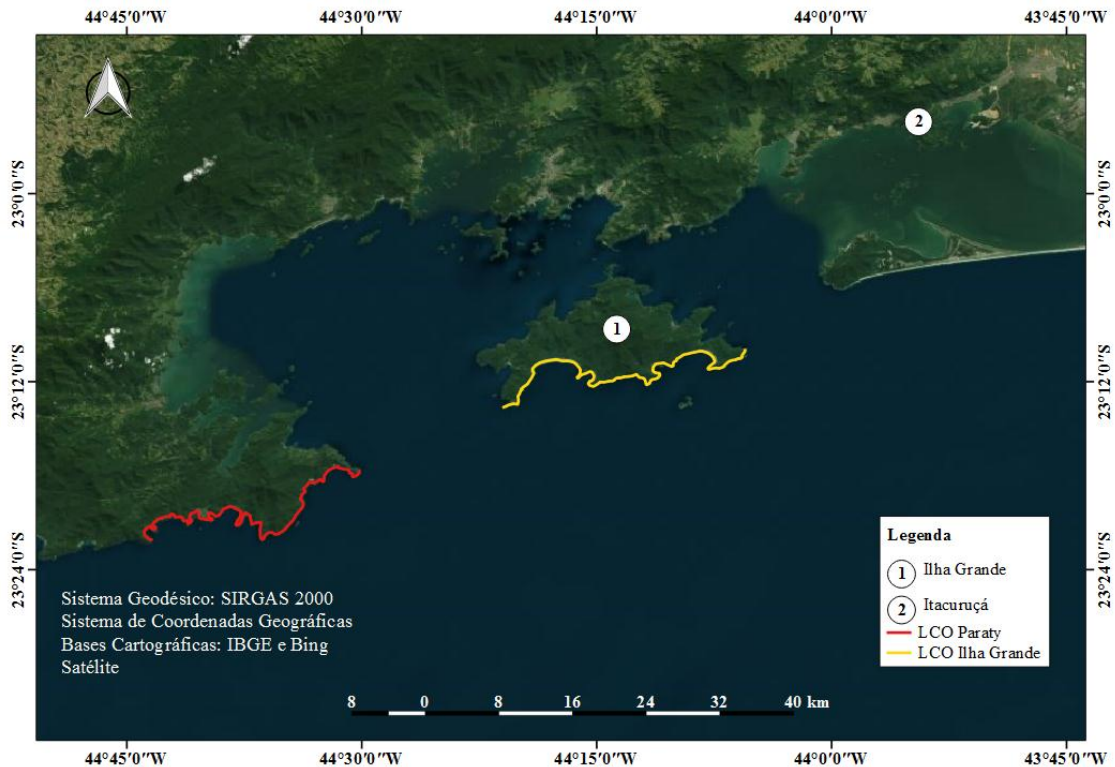 44°45'0"W 44°30'0"W 44°15'0"W 44°0'0"W 43°45'0"W
2
23°0'0"S 23°0'0"S
1
23°12'0"S 23°12'0"S
23°24'0"S 23°24'0"S
Legenda
1 Ilha Grande
2 Itacuruçá
LCO Paraty
LCO Ilha Grande
Sistema Geodésico: SIRGAS 2000
Sistema de Coordenadas Geográficas
Bases Cartográficas: IBGE e Bing
Satélite
8 0 8 16 24 32 40 km
44°45'0"W 44°30'0"W 44°15'0"W 44°0'0"W 43°45'0"W